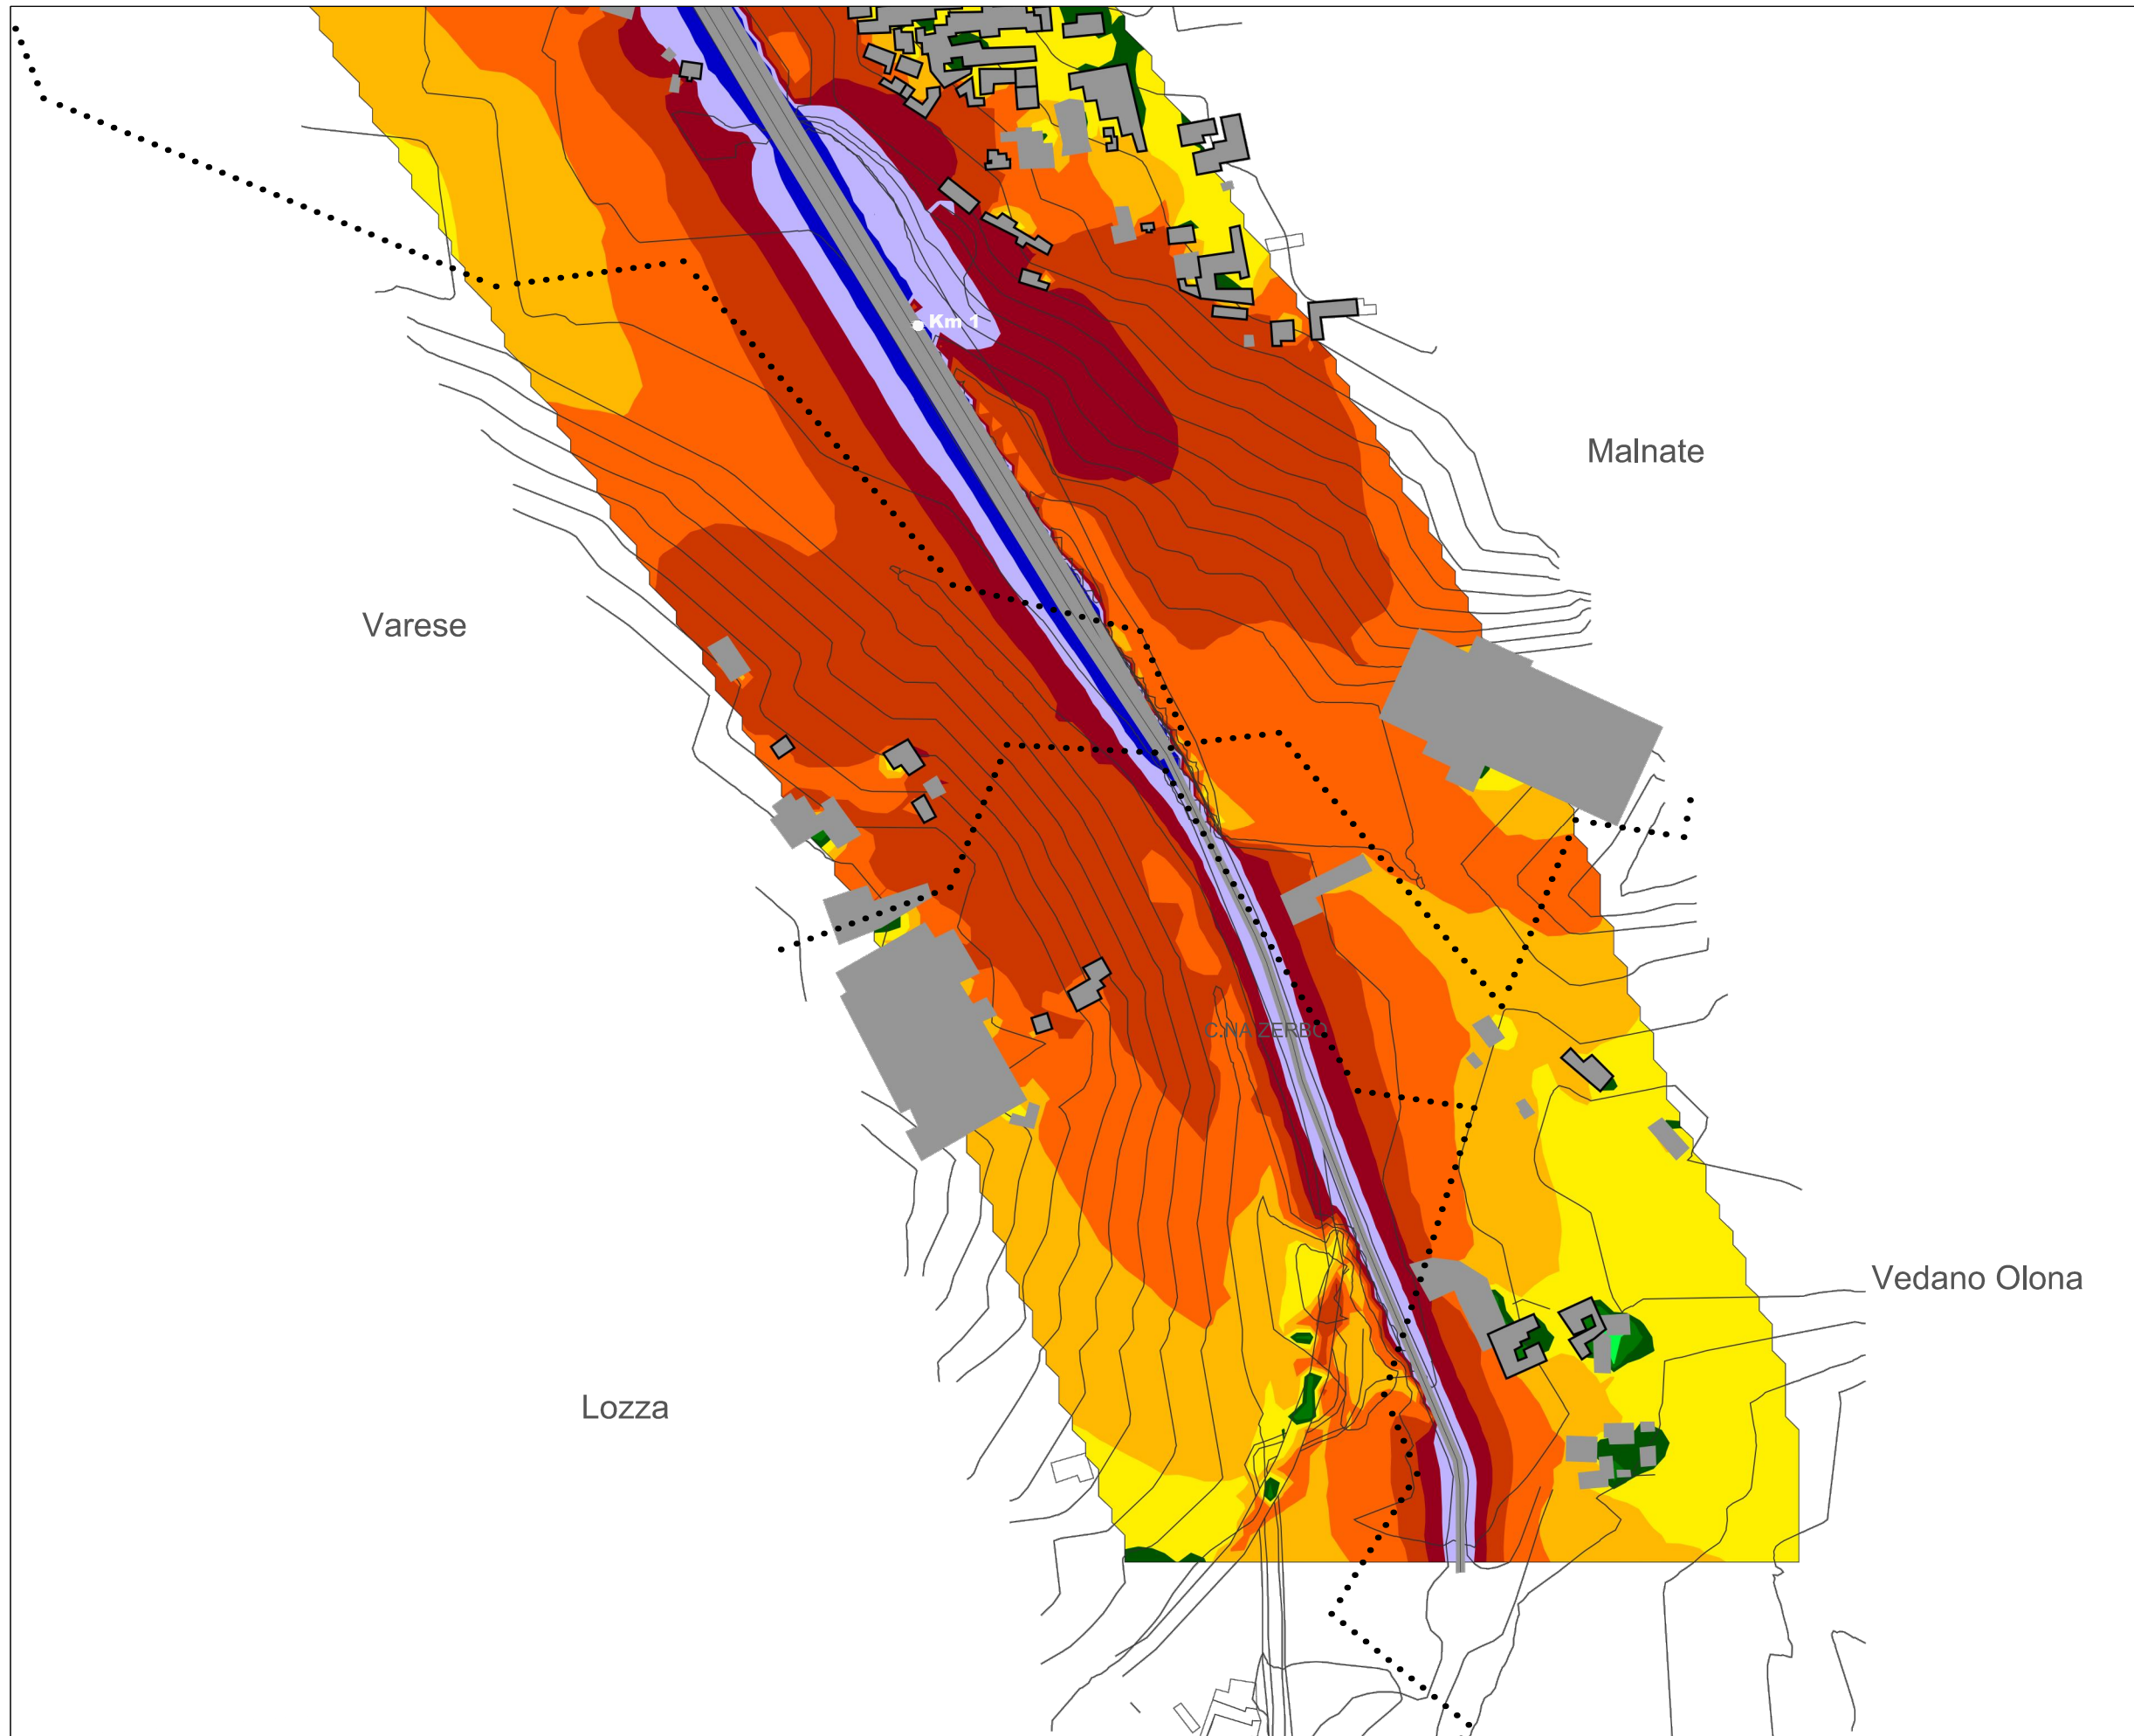 Km 1
Malnate
Varese
C.NA ZERBO
Vedano Olona
Lozza